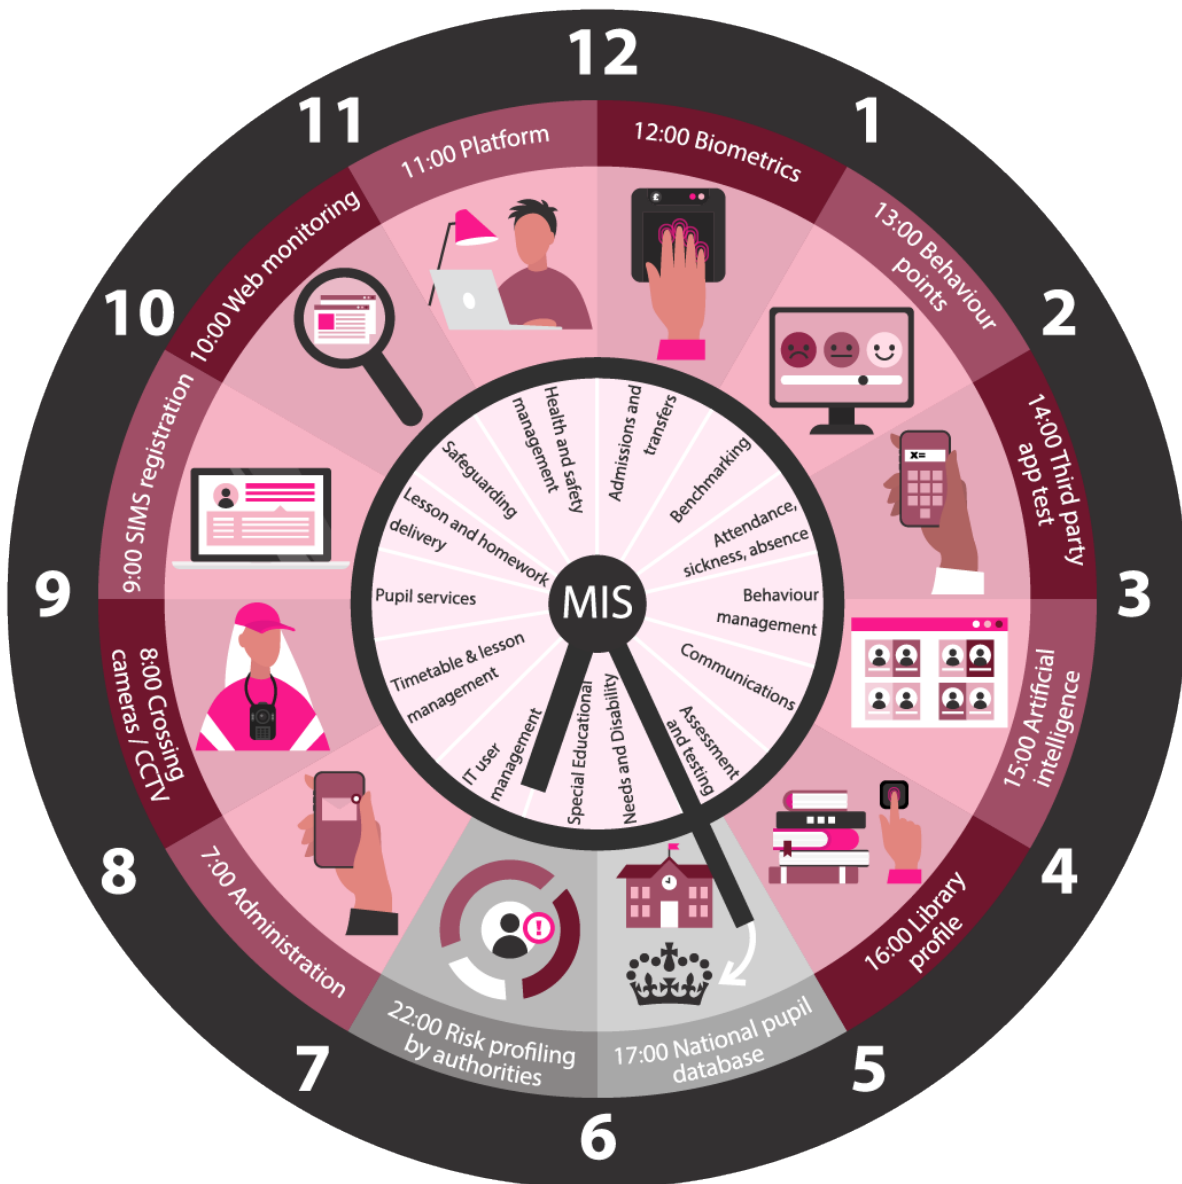 12
1
2
3
4
5
6
7
8
9
10
11
12:00 Biometrics
13:00 Behaviour
points
14:00 Third party
app test
15:00 Artificial
intelligence
16:00 Library
profile
17:00 National pupil
database
22:00 Risk profiling
by authorities
7:00 Administration
8:00 Crossing
cameras / CCTV
9:00 SIMS registration
10:00 Web monitoring
11:00 Platform
£
x=
!
MIS
Admissions and
transfers
Benchmarking
Attendance,
sickness, absence
Behaviour
management
Communications
Assessment
and testing
Special Educational
Needs and Disability
IT user
management
Timetable & lesson
management
Pupil services
Lesson and homework
delivery
Safeguarding
Health and safety
management